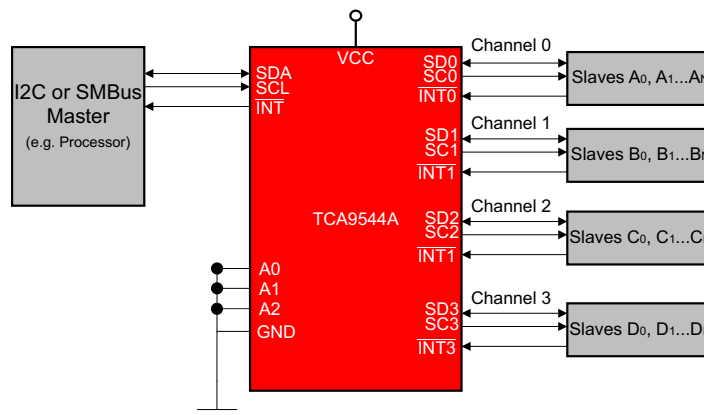 VCC
I2C or SMBus
Master
(e.g. Processor)
SDA
SCL
INT
TCA9544A
A0
A1
A2
GND
SD0
SC0
INT0
Channel 0
Slaves A0, A1...AN
SD1
SC1
INT1
Channel 1
Slaves B0, B1...B
SD2
SC2
INT1
Channel 2
Slaves C0, C1...C
SD3
SC3
INT3
Channel 3
Slaves D0, D1...D